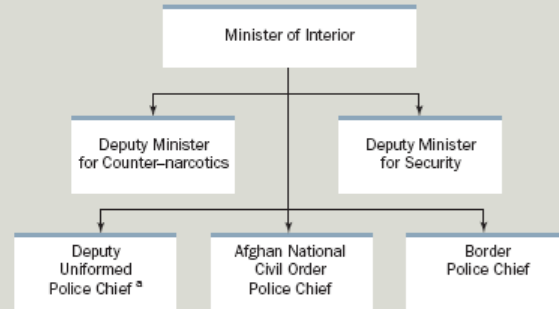 Minister of Interior
Deputy Minister
for Counter–narcotics
Deputy Minister
for Security
Deputy
Uniformed
Police Chief a
Afghan National
Civil Order
Police Chief
Border
Police Chief